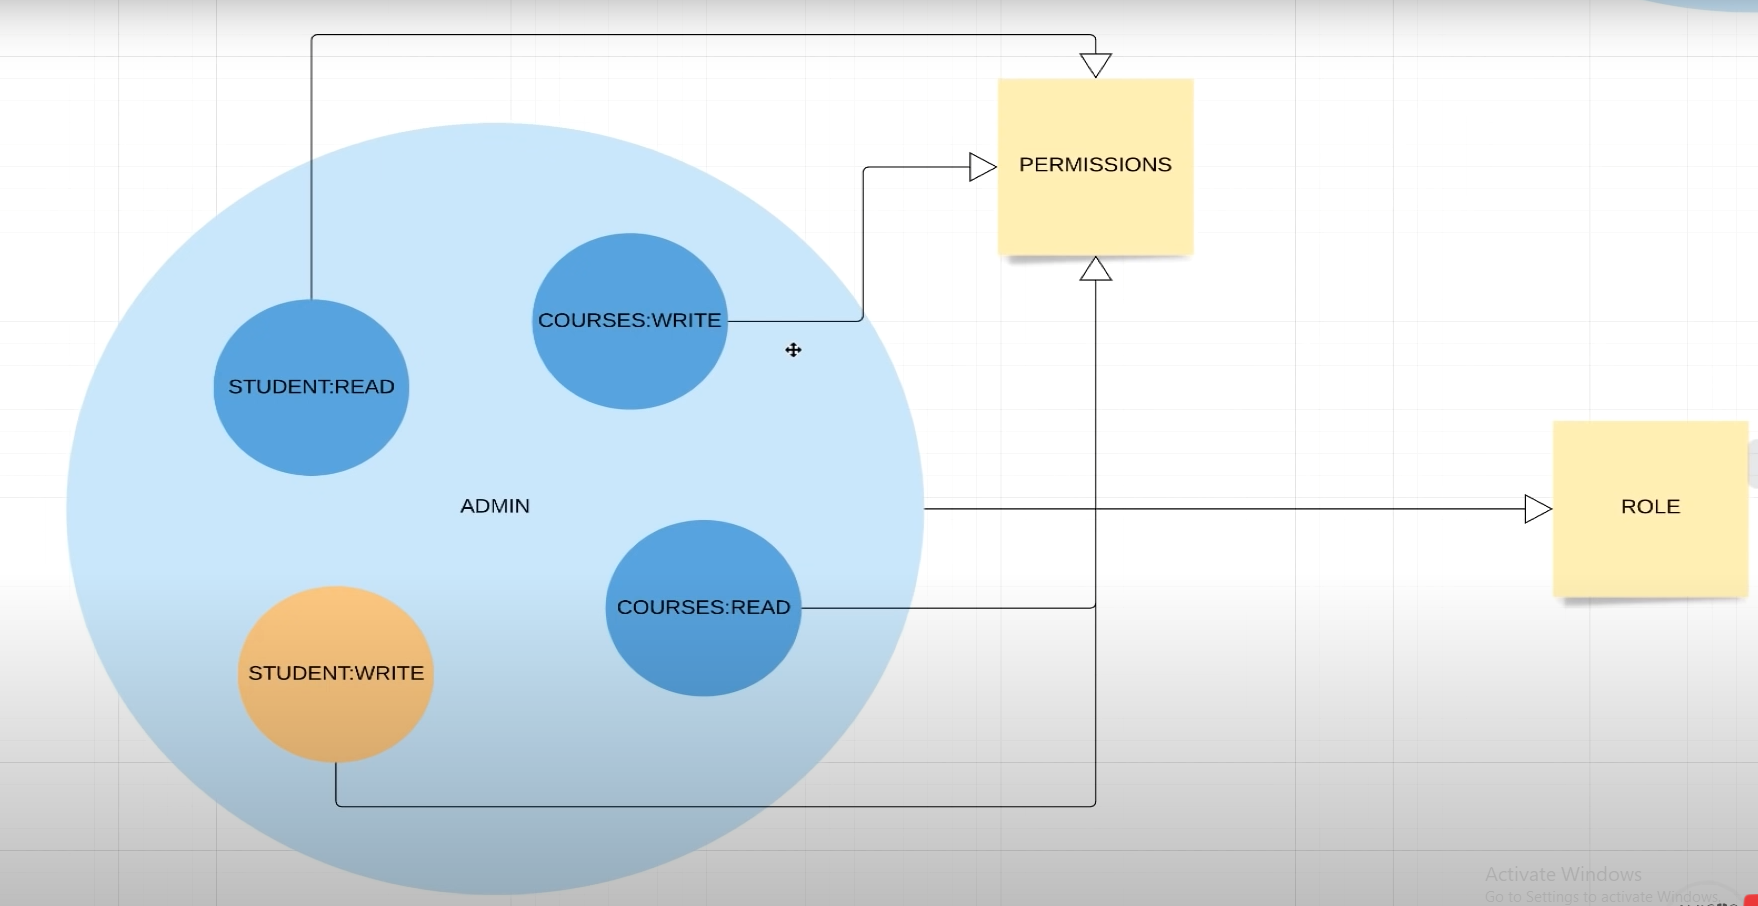 PERMISSIONS
COURSES:WRITE
STUDENT:READ
ADMIN
ROLE
COURSES:READ
STUDENT:WRITE
Activate Windows
Go to Settings to activate Windows.